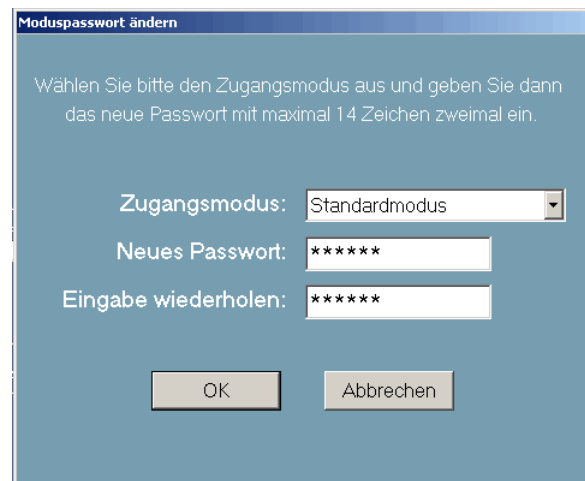 Moduspasswort ändern
Wählen Sie bitte den Zugangsmodus aus und geben Sie dann
das neue Passwort mit maximal 14 Zeichen zweimal ein.
Zugangsmodus: Standardmodus
Neues Passwort: ******
Eingabe wiederholen: ******
OK Abbrechen